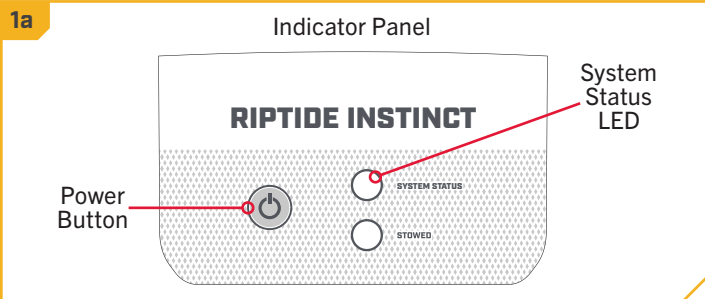 1a
Indicator Panel
System
Status
LED
RIPTIDE INSTINCT
SYSTEM STATUS
Power
Button
STOWED